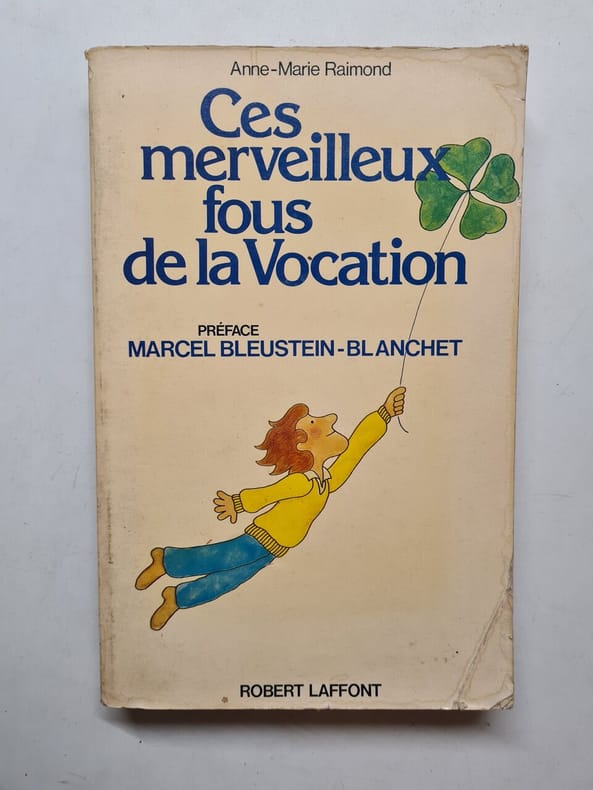 Anne-Marie Raimond
Ces
merveilleux
fous
de la Vocation
PRÉFACE
MARCEL BLEUSTEIN-BLANCHET
ROBERT LAFFONT